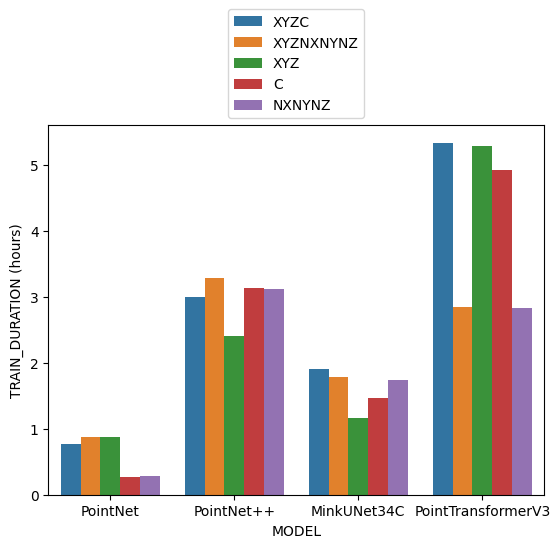 XYZC
XYZNXNYNZ
XYZ
C
NXNYNZ
TRAIN_DURATION (hours)
5
4
3
2
1
0
PointNet PointNet++ MinkUNet34C PointTransformerV3
MODEL